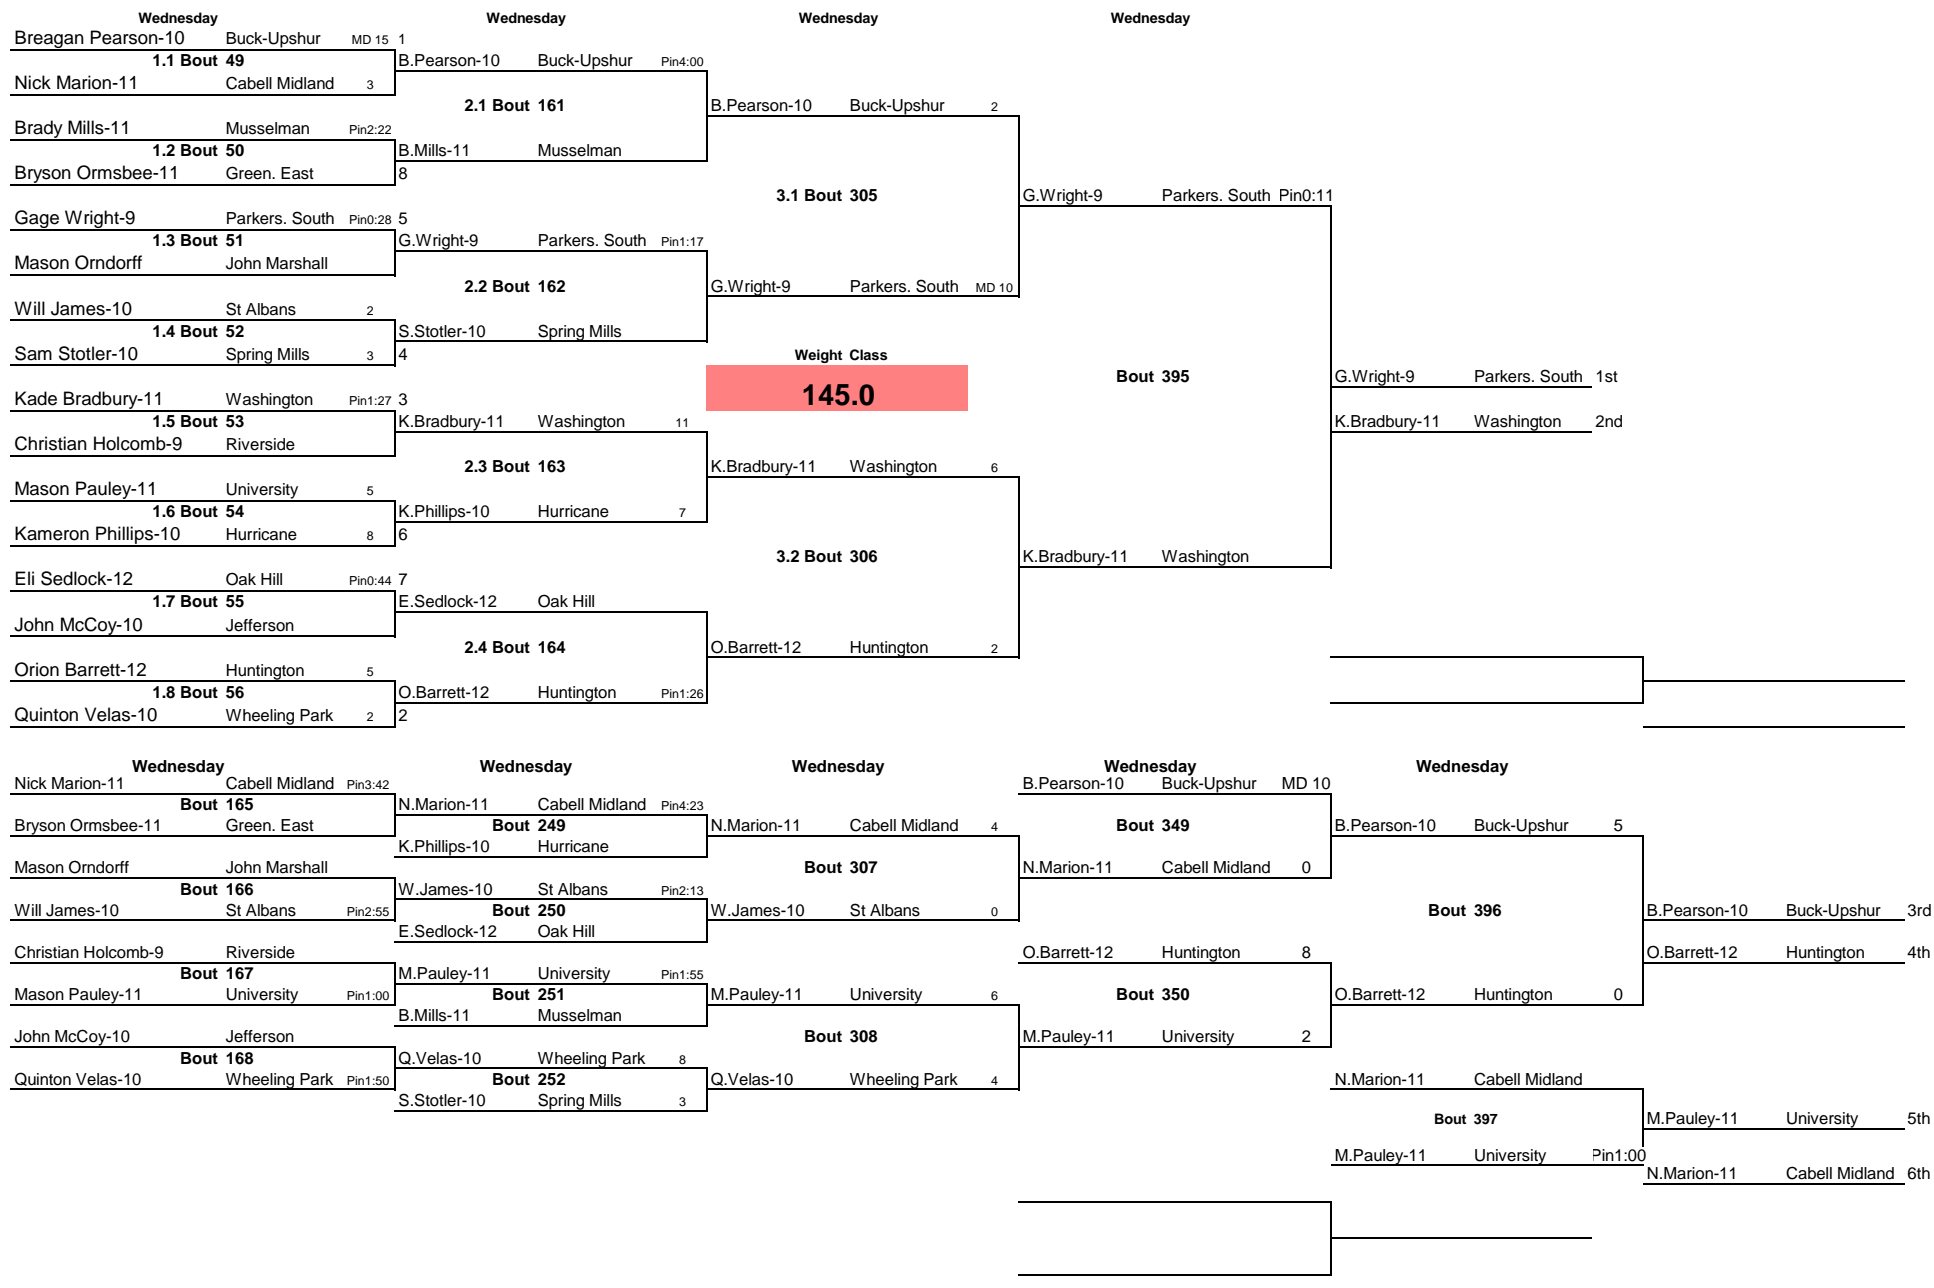 Wednesday Wednesday Wednesday Wednesday
Breagan Pearson-10 Buck-Upshur MD 15 1
1.1 Bout 49 B.Pearson-10 Buck-Upshur Pin4:00
Nick Marion-11 Cabell Midland 3
2.1 Bout 161 B.Pearson-10 Buck-Upshur 2
Brady Mills-11 Musselman Pin2:22
1.2 Bout 50 B.Mills-11 Musselman
Bryson Ormsbee-11 Green. East 8
3.1 Bout 305 G.Wright-9 Parkers. South Pin0:11
Gage Wright-9 Parkers. South Pin0:28 5
1.3 Bout 51 G.Wright-9 Parkers. South Pin1:17
Mason Orndorff John Marshall
2.2 Bout 162 G.Wright-9 Parkers. South MD 10
Will James-10 St Albans 2
1.4 Bout 52 S.Stotler-10 Spring Mills
Sam Stotler-10 Spring Mills 3 4 Weight Class
Bout 395 G.Wright-9 Parkers. South 1st
Kade Bradbury-11 Washington Pin1:27 3 145.0
1.5 Bout 53 K.Bradbury-11 Washington 11 K.Bradbury-11 Washington 2nd
Christian Holcomb-9 Riverside
2.3 Bout 163 K.Bradbury-11 Washington 6
Mason Pauley-11 University 5
1.6 Bout 54 K.Phillips-10 Hurricane 7
Kameron Phillips-10 Hurricane 8 6
3.2 Bout 306 K.Bradbury-11 Washington
Eli Sedlock-12 Oak Hill Pin0:44 7
1.7 Bout 55 E.Sedlock-12 Oak Hill
John McCoy-10 Jefferson
2.4 Bout 164 O.Barrett-12 Huntington 2
Orion Barrett-12 Huntington 5
1.8 Bout 56 O.Barrett-12 Huntington Pin1:26
Quinton Velas-10 Wheeling Park 2 2
Wednesday Wednesday Wednesday Wednesday Wednesday
Nick Marion-11 Cabell Midland Pin3:42 B.Pearson-10 Buck-Upshur MD 10
Bout 165 N.Marion-11 Cabell Midland Pin4:23
Bryson Ormsbee-11 Green. East Bout 249 N.Marion-11 Cabell Midland 4 Bout 349 B.Pearson-10 Buck-Upshur 5
K.Phillips-10 Hurricane
Mason Orndorff John Marshall Bout 307 N.Marion-11 Cabell Midland 0
Bout 166 W.James-10 St Albans Pin2:13
Will James-10 St Albans Pin2:55 Bout 250 W.James-10 St Albans 0 Bout 396 B.Pearson-10 Buck-Upshur 3rd
E.Sedlock-12 Oak Hill
Christian Holcomb-9 Riverside O.Barrett-12 Huntington 8 O.Barrett-12 Huntington 4th
Bout 167 M.Pauley-11 University Pin1:55
Mason Pauley-11 University Pin1:00 Bout 251 M.Pauley-11 University 6 Bout 350 O.Barrett-12 Huntington 0
B.Mills-11 Musselman
John McCoy-10 Jefferson Bout 308 M.Pauley-11 University 2
Bout 168 Q.Velas-10 Wheeling Park 8
Quinton Velas-10 Wheeling Park Pin1:50 Bout 252 Q.Velas-10 Wheeling Park 4 N.Marion-11 Cabell Midland
S.Stotler-10 Spring Mills 3
Bout 397 M.Pauley-11 University 5th
M.Pauley-11 University Pin1:00
N.Marion-11 Cabell Midland 6th